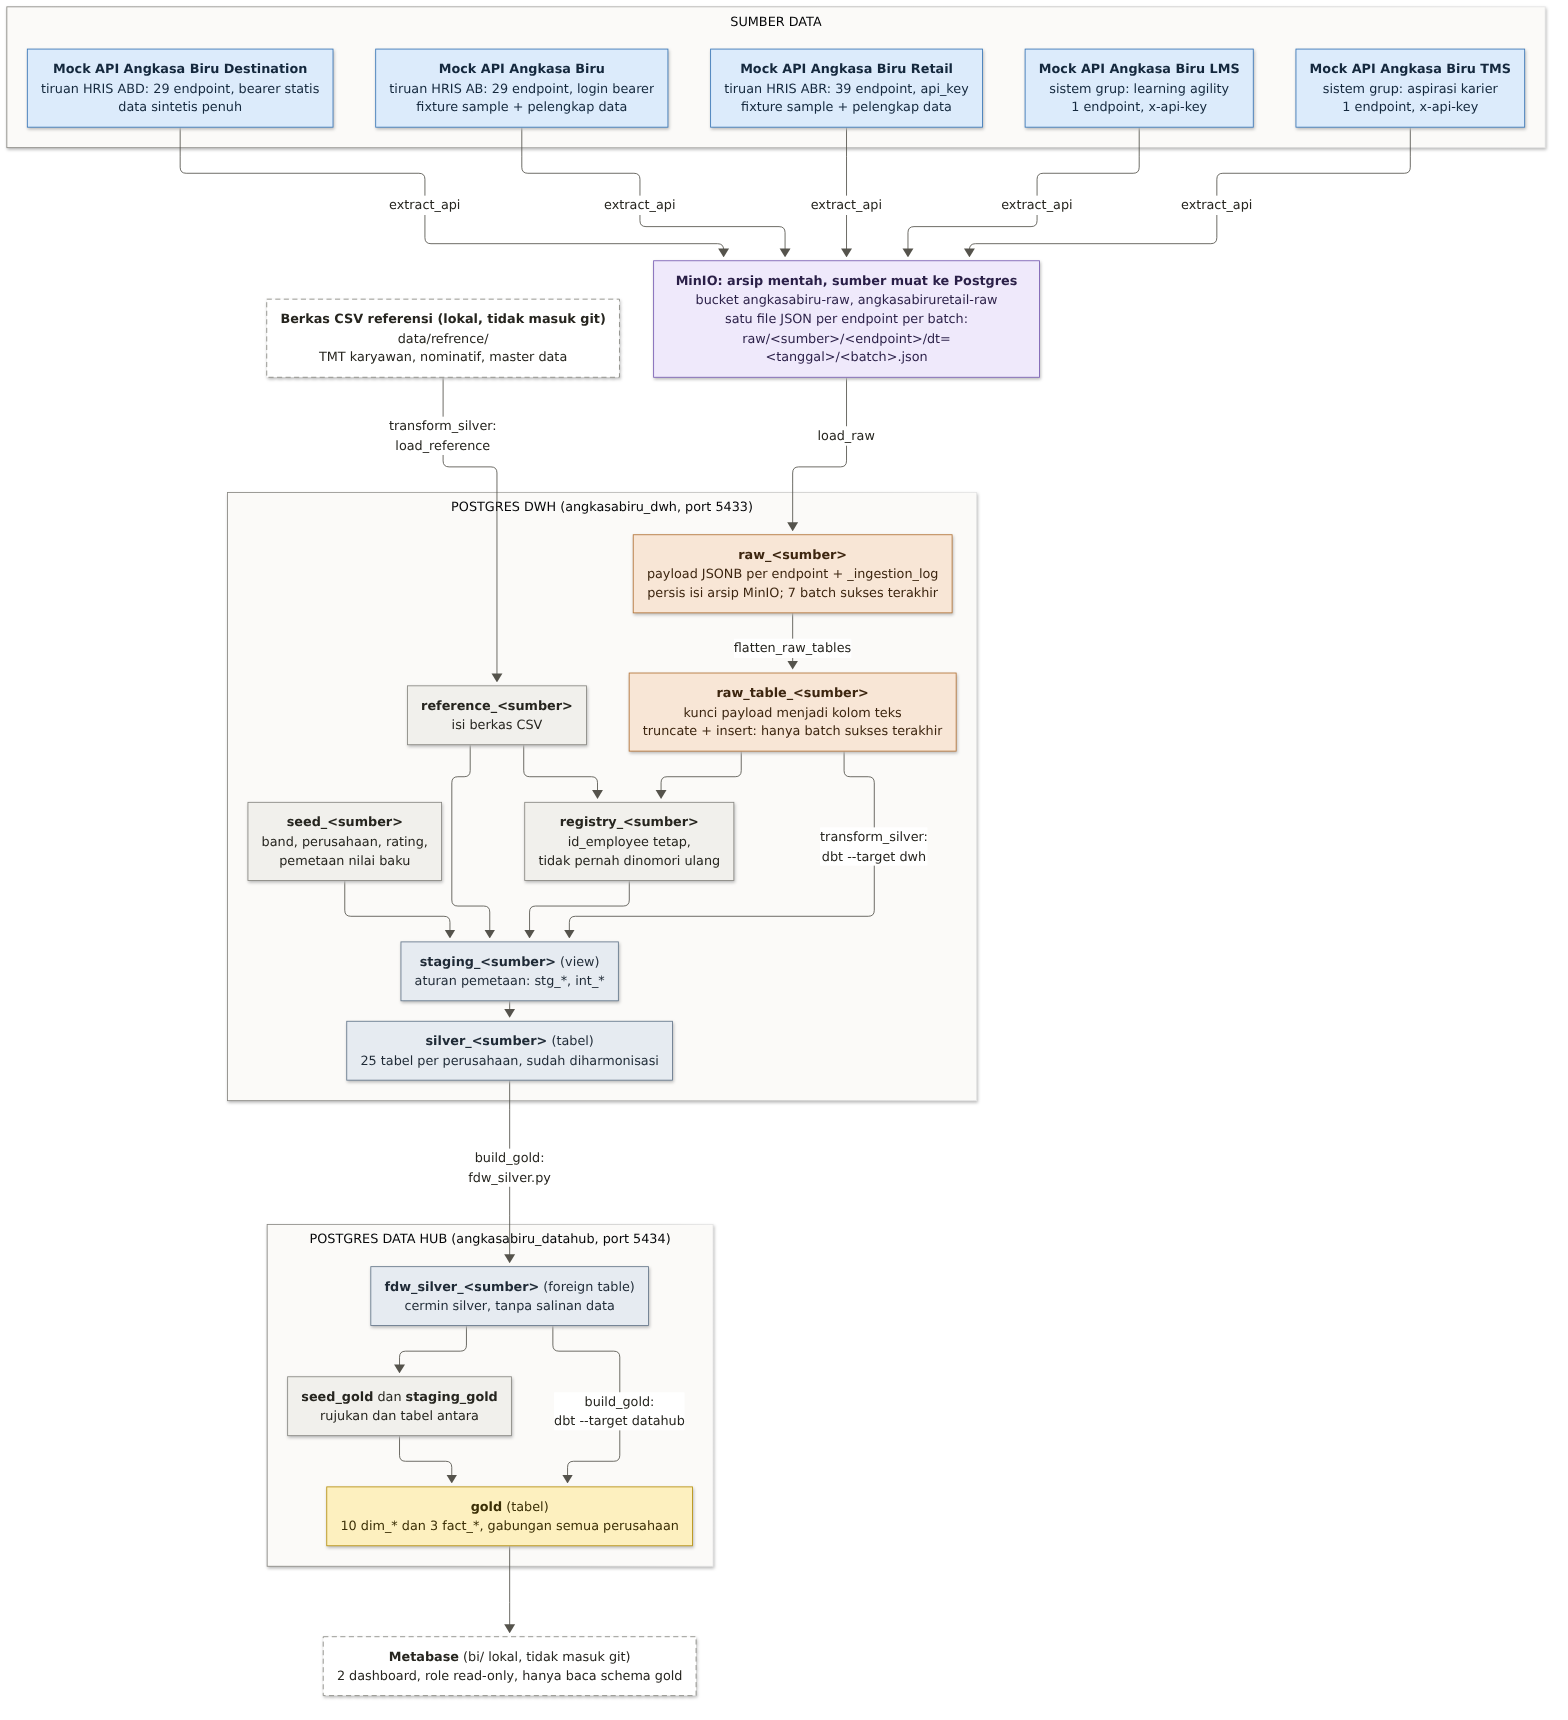 SUMBER DATA
Mock API Angkasa Biru Destination
tiruan HRIS ABD: 29 endpoint, bearer statis
data sintetis penuh
Mock API Angkasa Biru
tiruan HRIS AB: 29 endpoint, login bearer
fixture sample + pelengkap data
Mock API Angkasa Biru Retail
tiruan HRIS ABR: 39 endpoint, api_key
fixture sample + pelengkap data
Mock API Angkasa Biru LMS
sistem grup: learning agility
1 endpoint, x-api-key
Mock API Angkasa Biru TMS
sistem grup: aspirasi karier
1 endpoint, x-api-key
extract_api
extract_api
extract_api
extract_api
extract_api
MinIO: arsip mentah, sumber muat ke Postgres
bucket angkasabiru-raw, angkasabiruretail-raw
satu file JSON per endpoint per batch:
raw/<sumber>/<endpoint>/dt=
<tanggal>/<batch>.json
Berkas CSV referensi (lokal, tidak masuk git)
data/refrence/
TMT karyawan, nominatif, master data
transform_silver:
load_reference
load_raw
POSTGRES DWH (angkasabiru_dwh, port 5433)
raw_<sumber>
payload JSONB per endpoint + _ingestion_log
persis isi arsip MinIO; 7 batch sukses terakhir
flatten_raw_tables
reference_<sumber>
isi berkas CSV
raw_table_<sumber>
kunci payload menjadi kolom teks
truncate + insert: hanya batch sukses terakhir
seed_<sumber>
band, perusahaan, rating,
pemetaan nilai baku
registry_<sumber>
id_employee tetap,
tidak pernah dinomori ulang
transform_silver:
dbt --target dwh
staging_<sumber> (view)
aturan pemetaan: stg_*, int_*
silver_<sumber> (tabel)
25 tabel per perusahaan, sudah diharmonisasi
build_gold:
fdw_silver.py
POSTGRES DATA HUB (angkasabiru_datahub, port 5434)
fdw_silver_<sumber> (foreign table)
cermin silver, tanpa salinan data
seed_gold dan staging_gold
rujukan dan tabel antara
build_gold:
dbt --target datahub
gold (tabel)
10 dim_* dan 3 fact_*, gabungan semua perusahaan
Metabase (bi/ lokal, tidak masuk git)
2 dashboard, role read-only, hanya baca schema gold